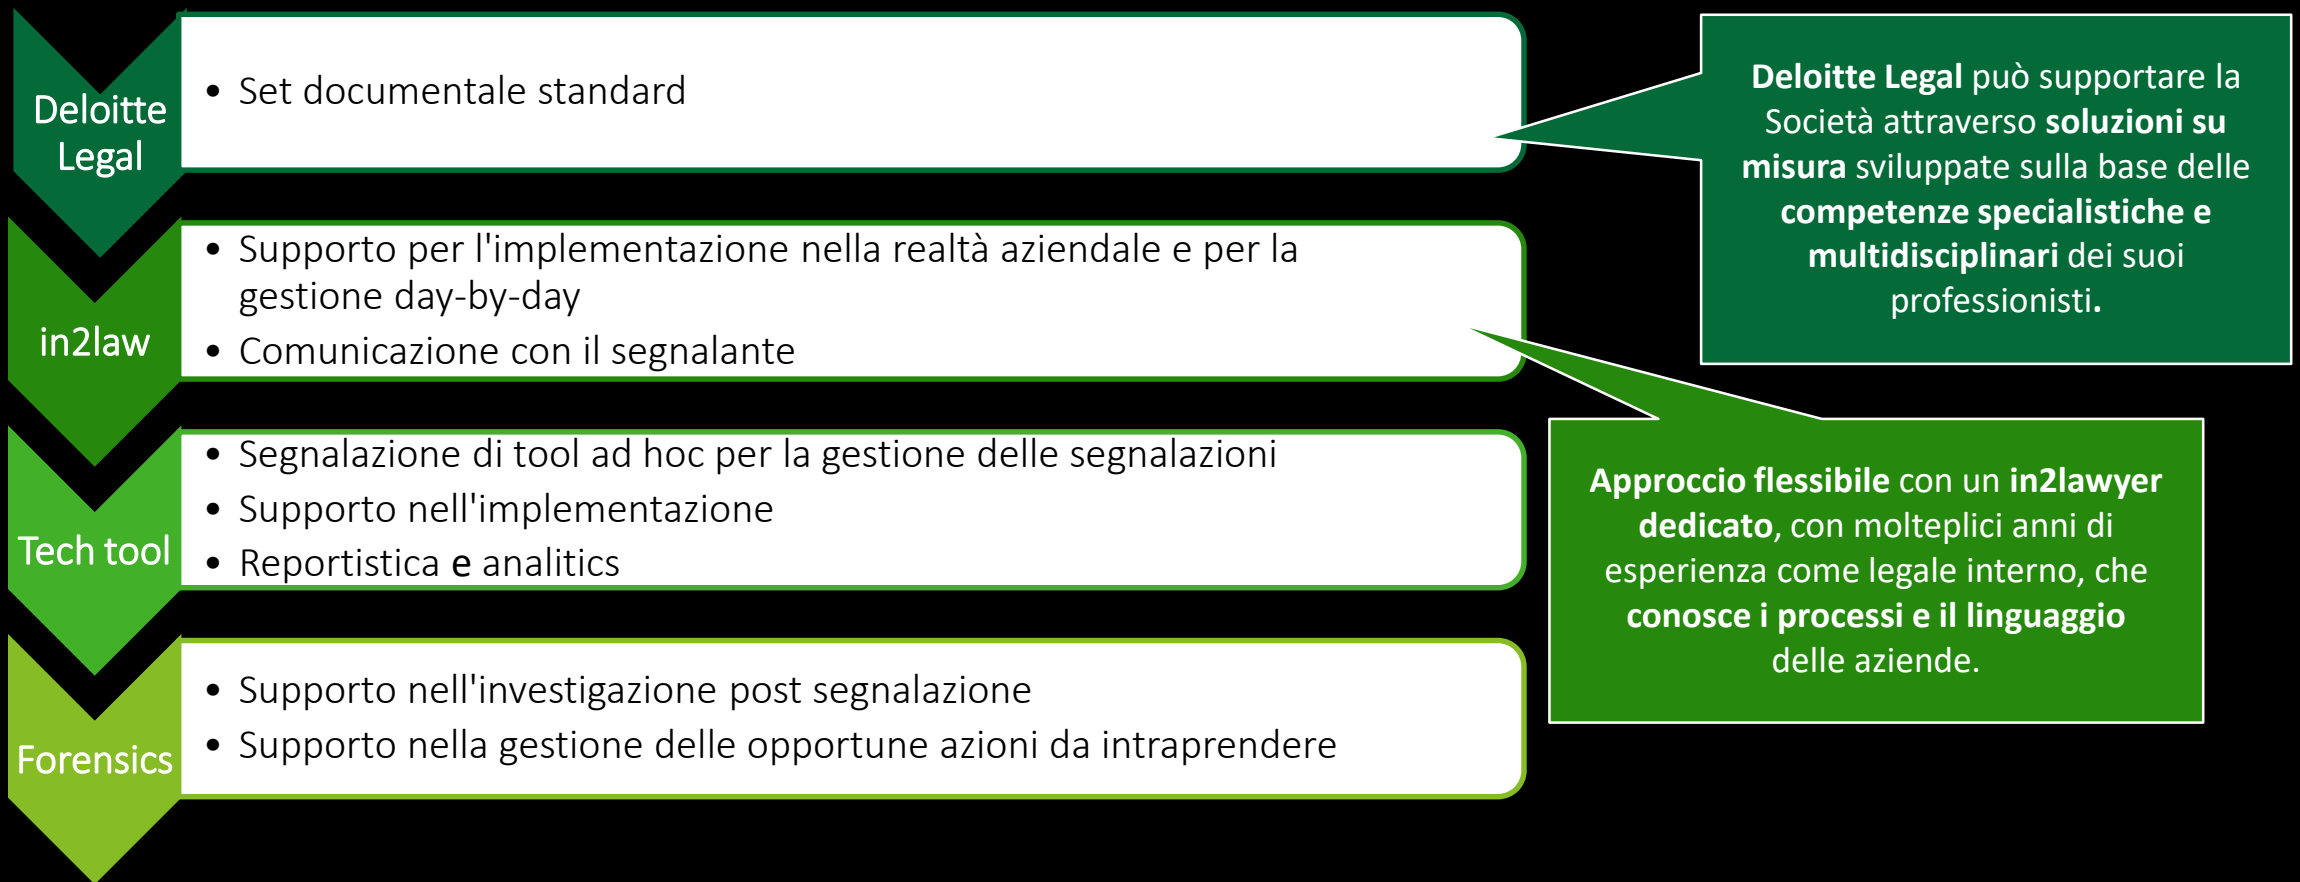 Deloitte
Legal
• Set documentale standard
Deloitte Legal può supportare la
Società attraverso soluzioni su
misura sviluppate sulla base delle
competenze specialistiche e
multidisciplinari dei suoi
professionisti.
in2law
• Supporto per l'implementazione nella realtà aziendale e per la
gestione day-by-day
• Comunicazione con il segnalante
Approccio flessibile con un in2lawyer
dedicato, con molteplici anni di
esperienza come legale interno, che
conosce i processi e il linguaggio
delle aziende.
Tech tool
• Segnalazione di tool ad hoc per la gestione delle segnalazioni
• Supporto nell'implementazione
• Reportistica e analitics
Forensics
• Supporto nell'investigazione post segnalazione
• Supporto nella gestione delle opportune azioni da intraprendere